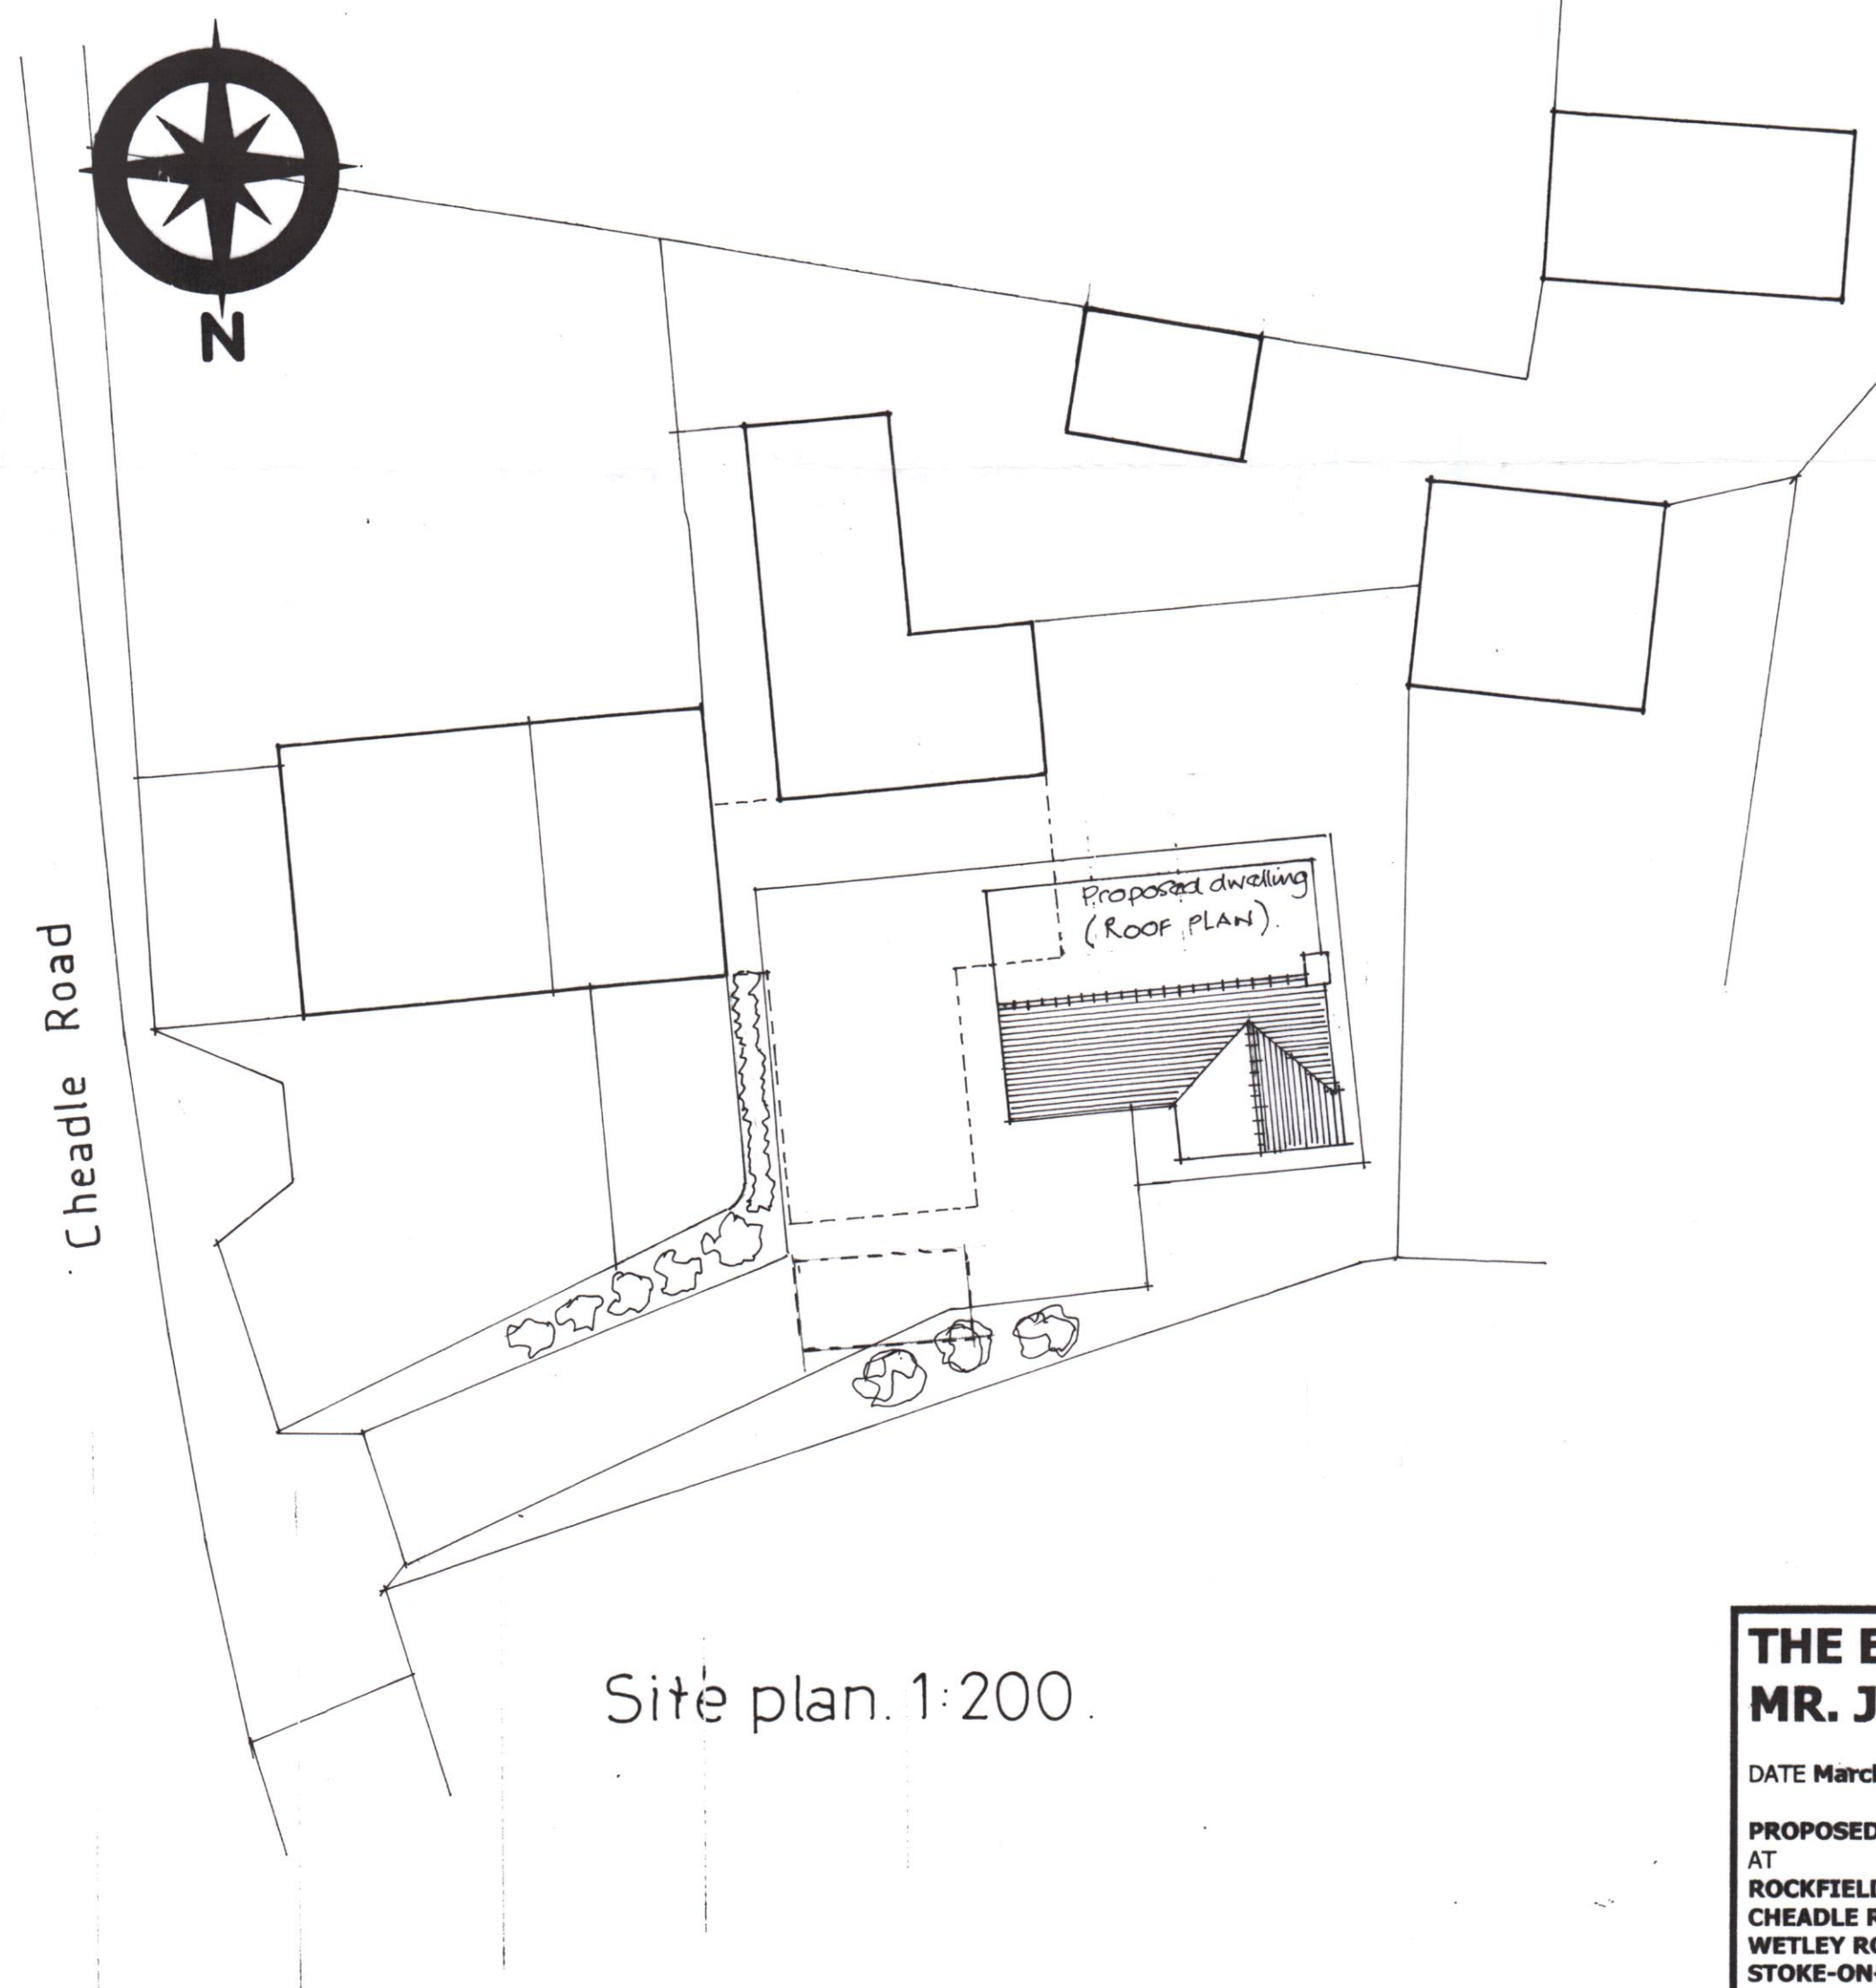 N
Proposed dwelling
(ROOF PLAN).
Cheadle Road
Site plan. 1:200.
THE
MR. J
DATE March
PROPOSED
AT
ROCKFIELD
CHEADLE R
WETLEY RO
STOKE-ON-